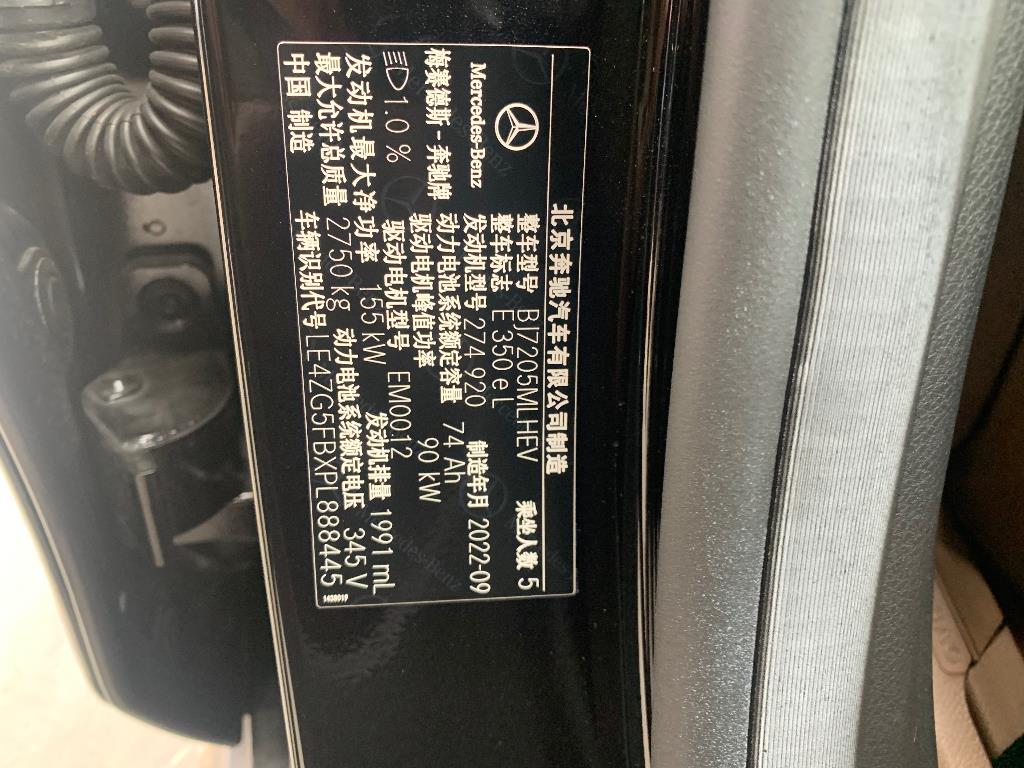 北京奔驰汽车有限公司制造
整车型号 BJ7205MLHEV 乘坐人数 5
整车标志 E 350 e L
Mercedes-Benz 发动机型号 274 920 制造年月 2022-09
梅赛德斯-奔驰牌 动力电池系统额定容量 74 Ah
驱动电机峰值功率 90 kW
1.0 % 驱动电机型号 EM0012
发动机最大净功率 155 kW 发动机排量 1991 mL
最大允许总质量 2750 kg 动力电池系统额定电压 345 V
中国 制造 车辆识别代号 LE4ZG5FBXPL888445